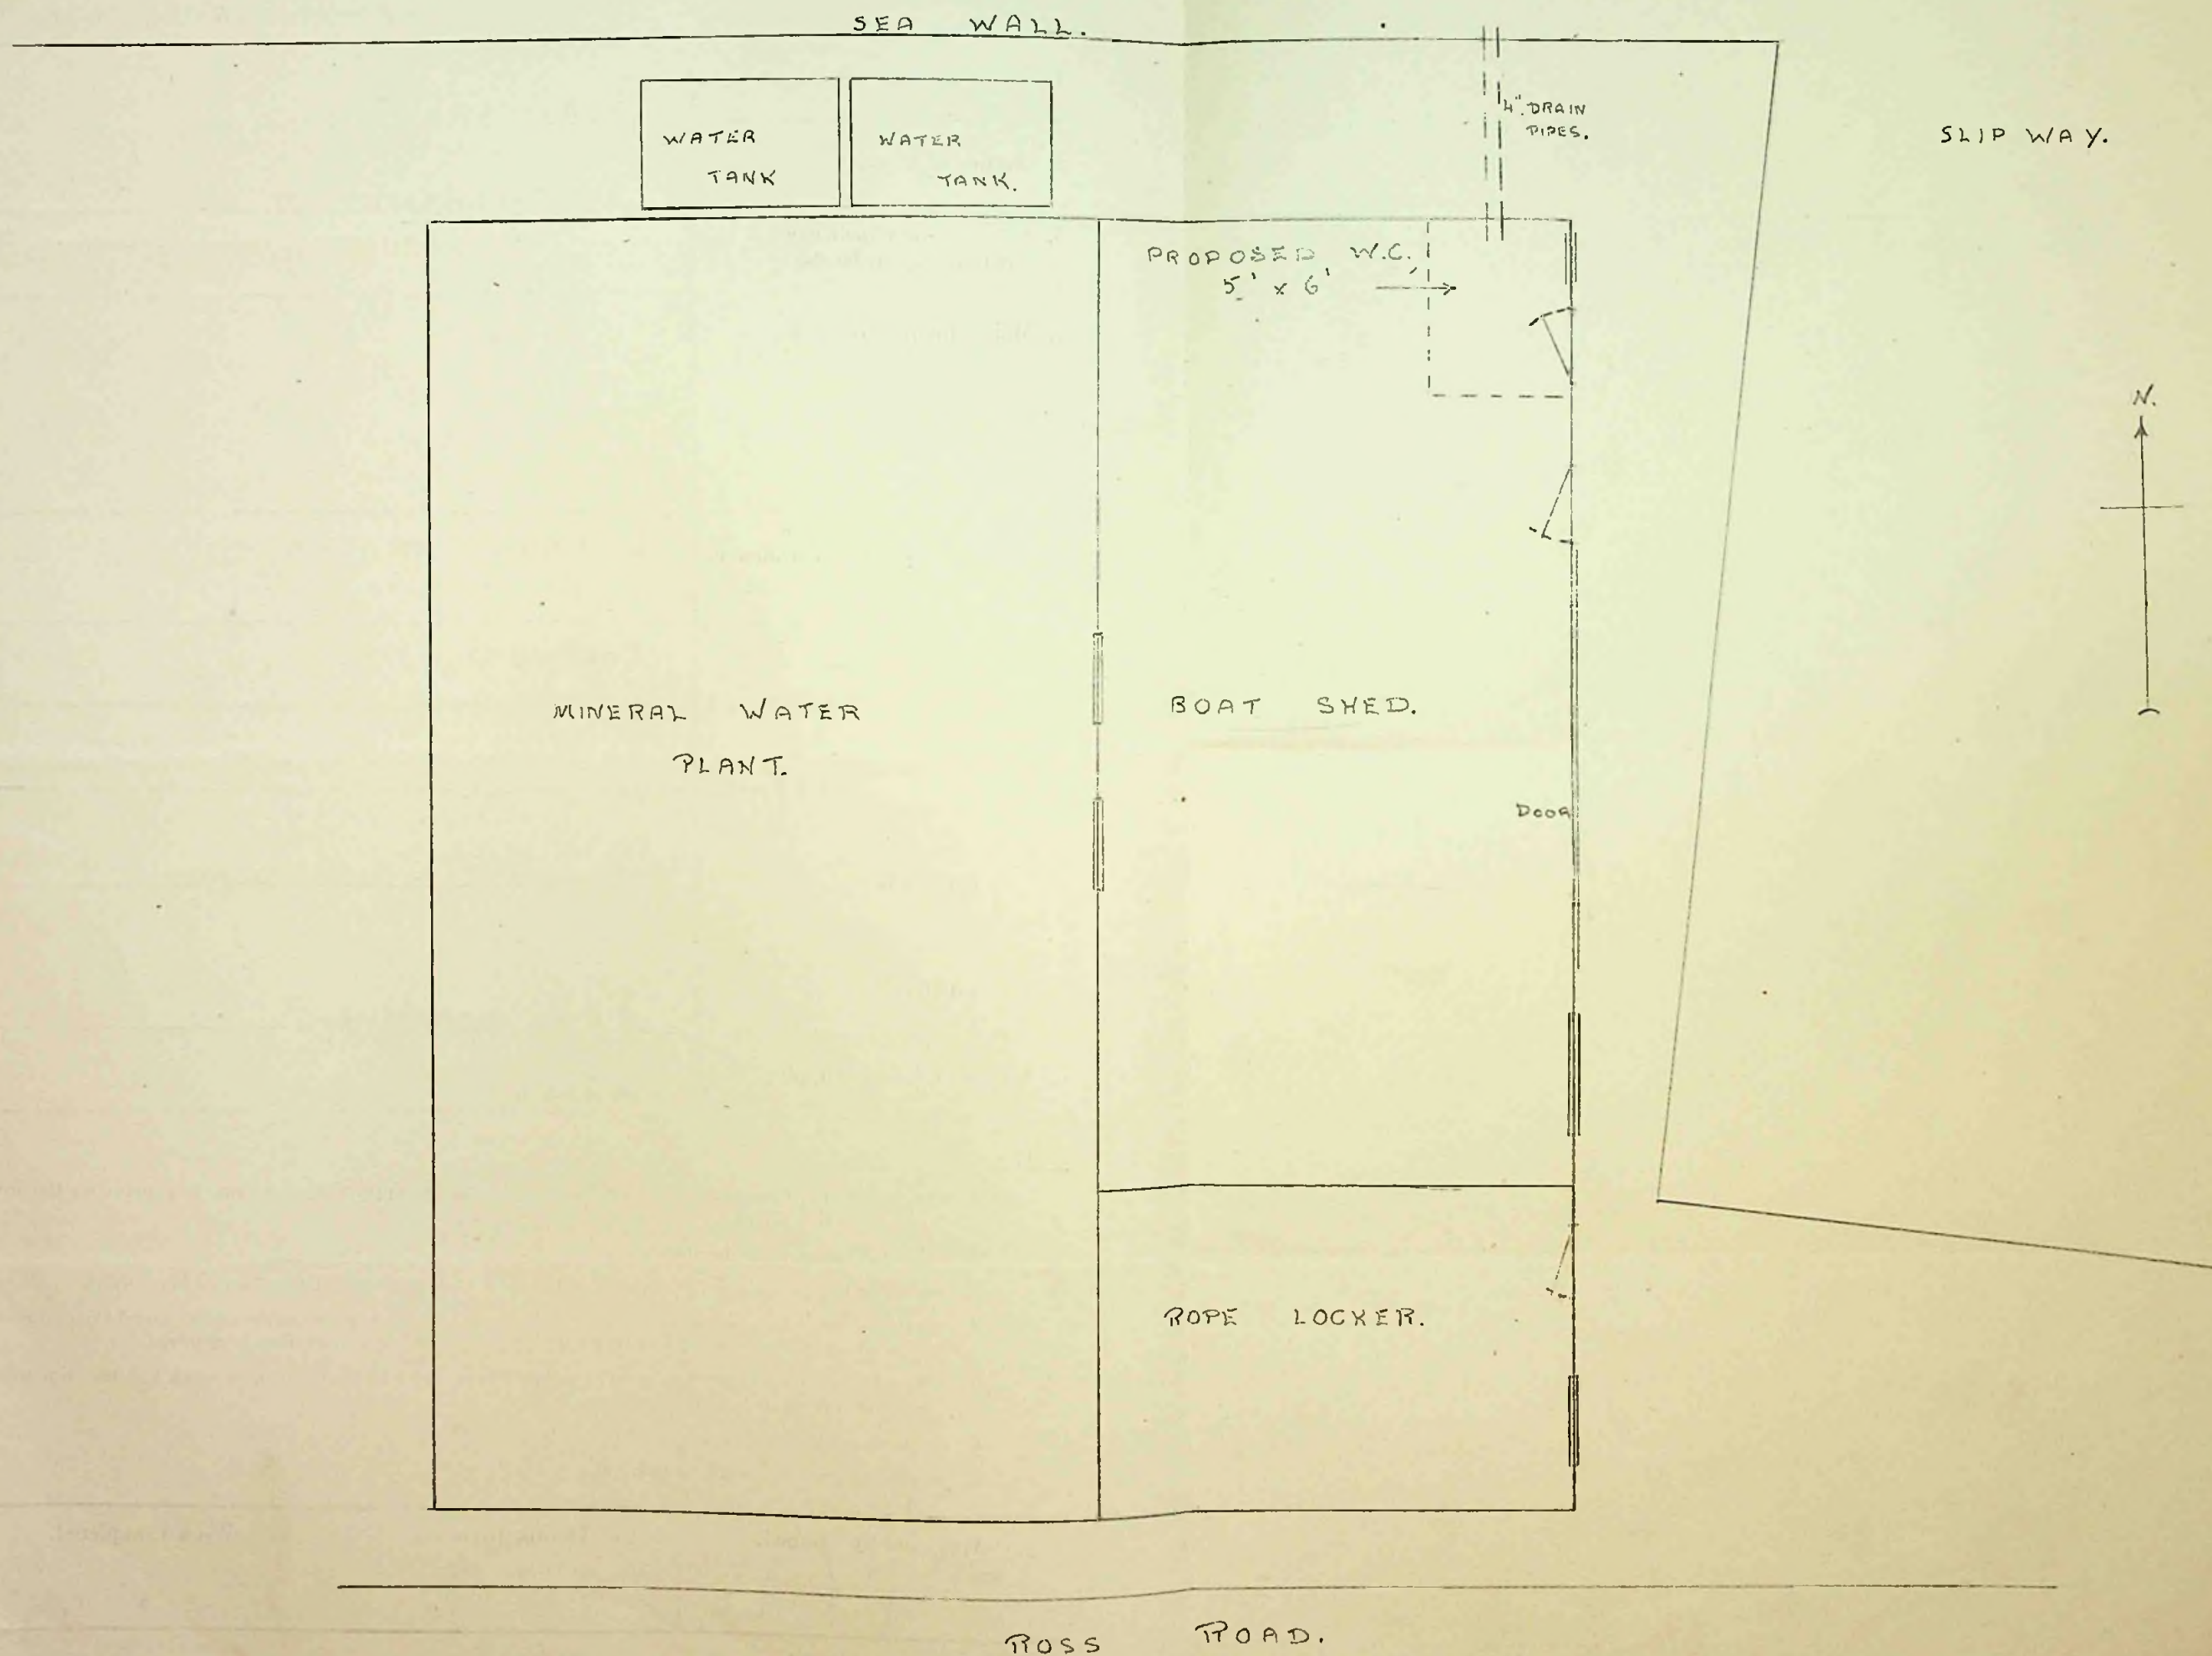 SEA WALL.
WATER
TANK
WATER
TANK.
4" DRAIN
PIPES.
SLIP WAY.
PROPOSED W.C.
5' x 6'
N.
MINERAL WATER
PLANT.
BOAT SHED.
DOOR
ROPE LOCKER.
ROSS ROAD.